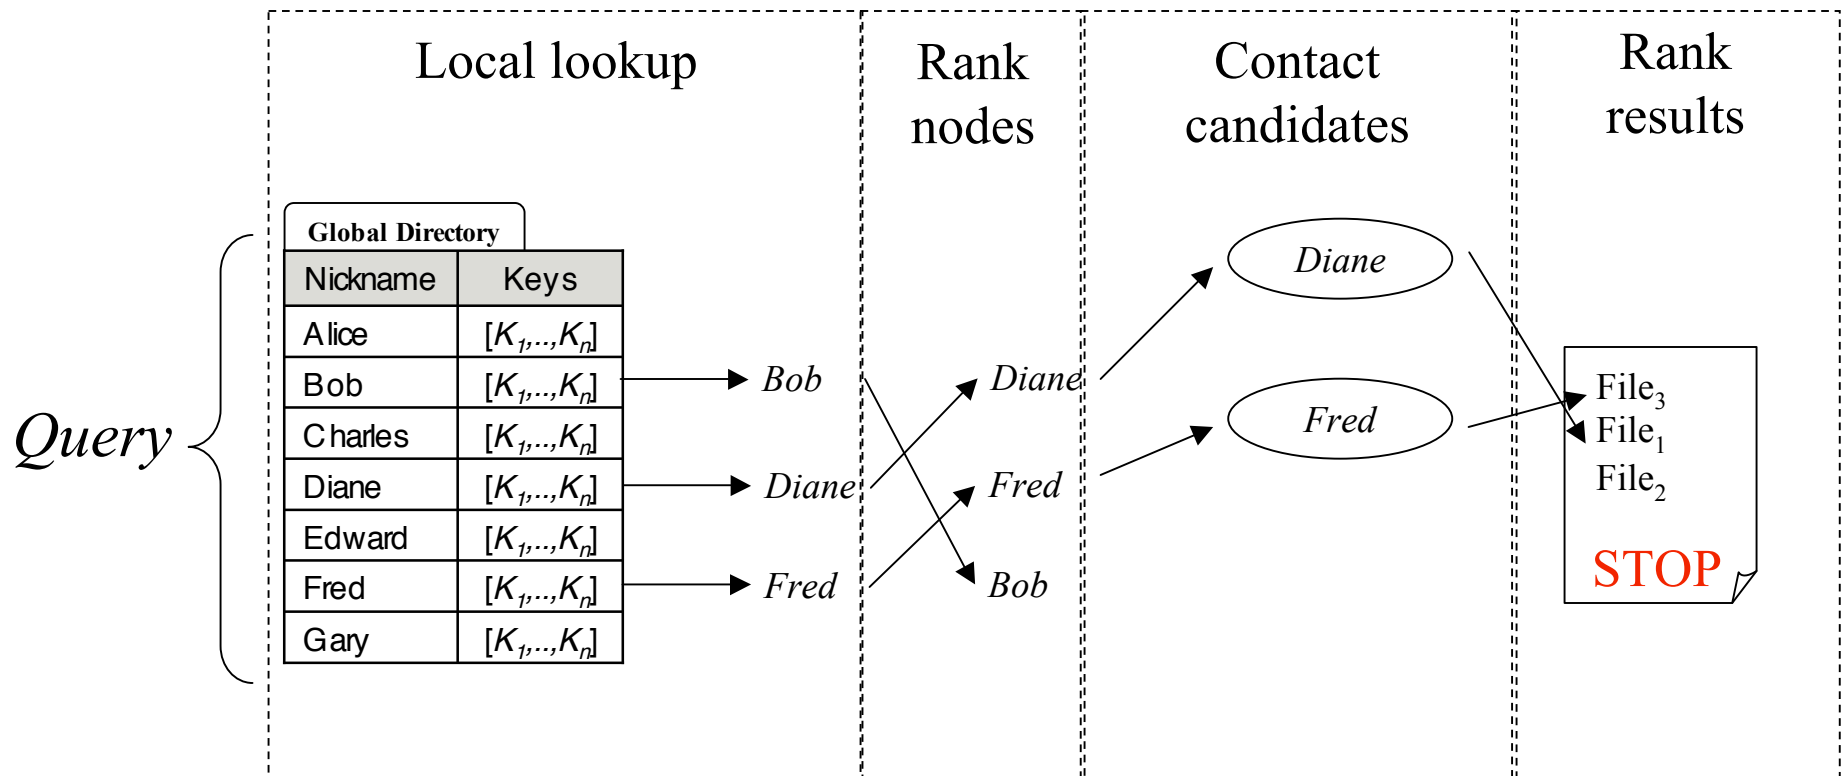 Local lookup
Rank
nodes
Contact
candidates
Rank
results
Query
Global Directory
Nickname Keys
Alice [K1,..,Kn]
Bob [K1,..,Kn]
Charles [K1,..,Kn]
Diane [K1,..,Kn]
Edward [K1,..,Kn]
Fred [K1,..,Kn]
Gary [K1,..,Kn]
Bob
Diane
Fred
Diane
Fred
Bob
Diane
Fred
File3
File1
File2
STOP